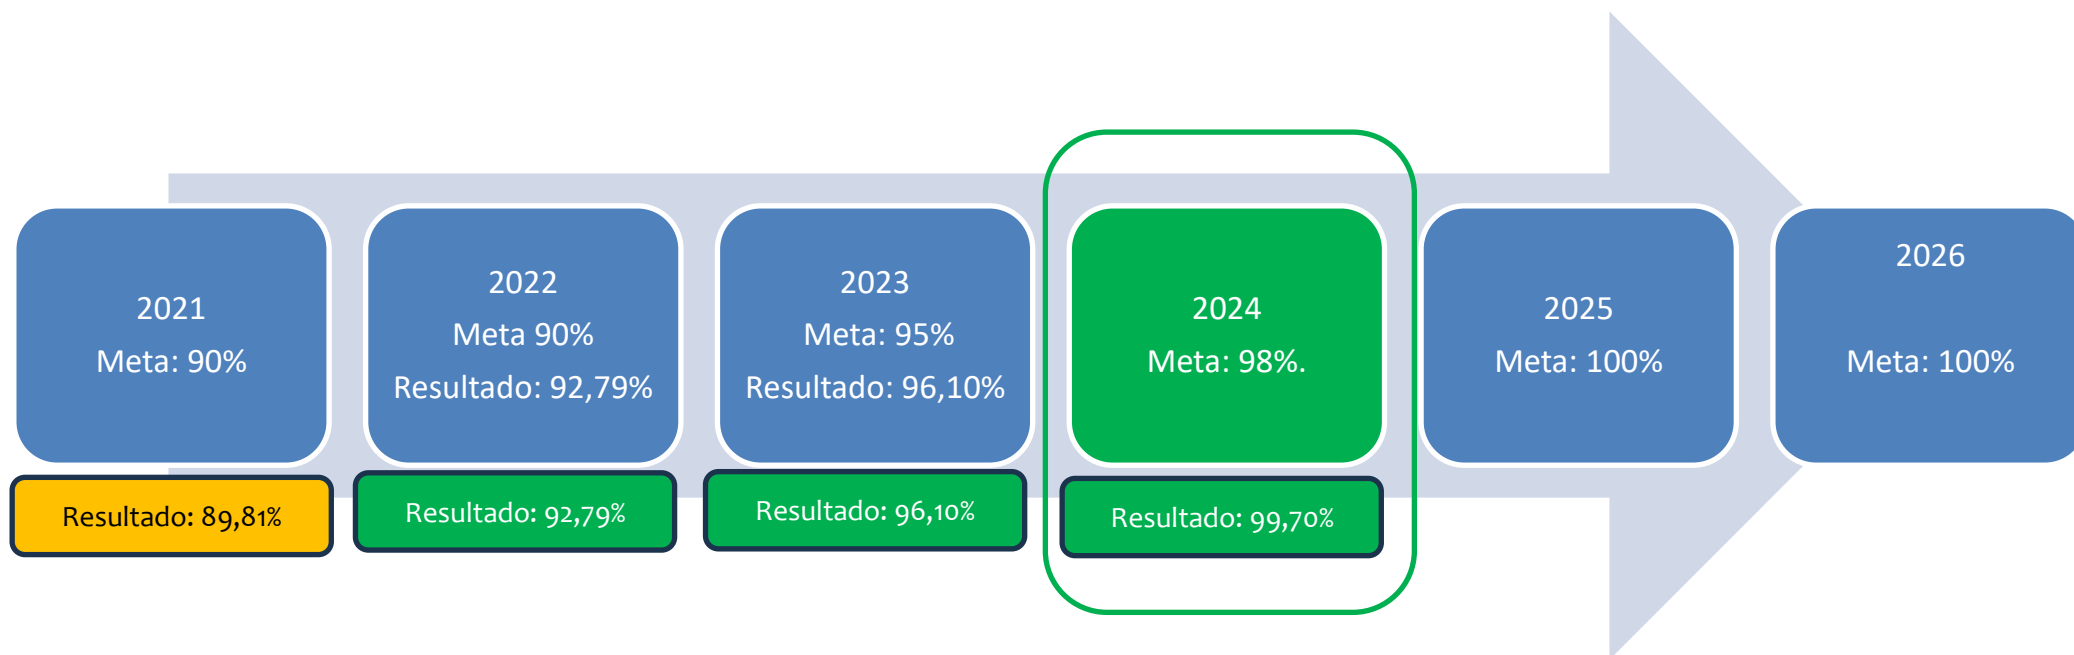 2021
Meta: 90%
Resultado: 89,81%
2022
Meta 90%
Resultado: 92,79%
Resultado: 92,79%
2023
Meta: 95%
Resultado: 96,10%
Resultado: 96,10%
2024
Meta: 98%.
Resultado: 99,70%
2025
Meta: 100%
2026
Meta: 100%